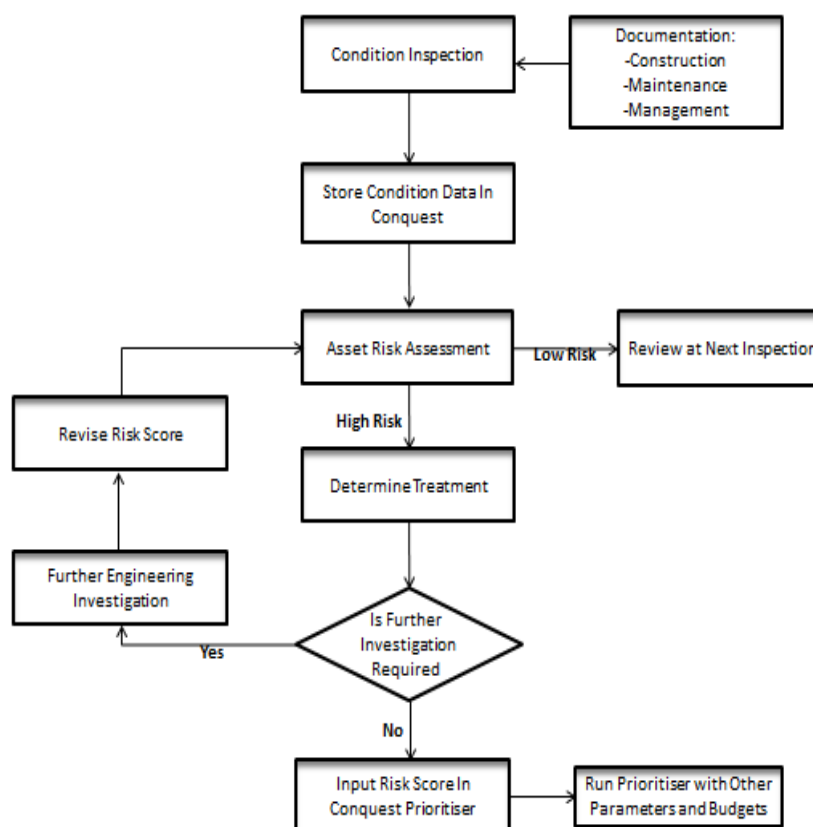 Condition Inspection
Documentation:
-Construction
-Maintenance
-Management
Store Condition Data In
Conquest
Asset Risk Assessment
Low Risk
Review at Next Inspection
High Risk
Revise Risk Score
Determine Treatment
Further Engineering
Investigation
Is Further
Investigation
Required
Yes
No
Input Risk Score In
Conquest Prioritiser
Run Prioritiser with Other
Parameters and Budgets